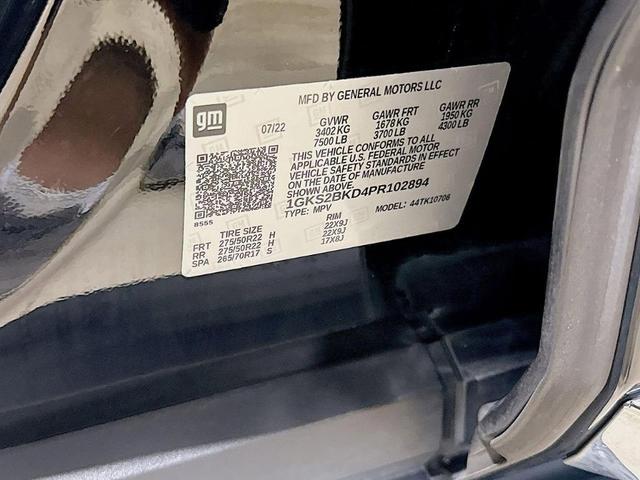 gm
MFD BY GENERAL MOTORS LLC
07/22
GVWR GAWR FRT GAWR RR
3402 KG 1678 KG 1950 KG
7500 LB 3700 LB 4300 LB
THIS VEHICLE CONFORMS TO ALL
APPLICABLE U.S. FEDERAL MOTOR
VEHICLE SAFETY STANDARDS IN EFFECT
ON THE DATE OF MANUFACTURE
SHOWN ABOVE.
1GKS2BKD4PR102894
TYPE: MPV MODEL: 44TK10706
8555
TIRE SIZE RIM
FRT 275/50R22 H 22X9J
RR 275/50R22 H 22X9J
SPA 265/70R17 S 17X8J